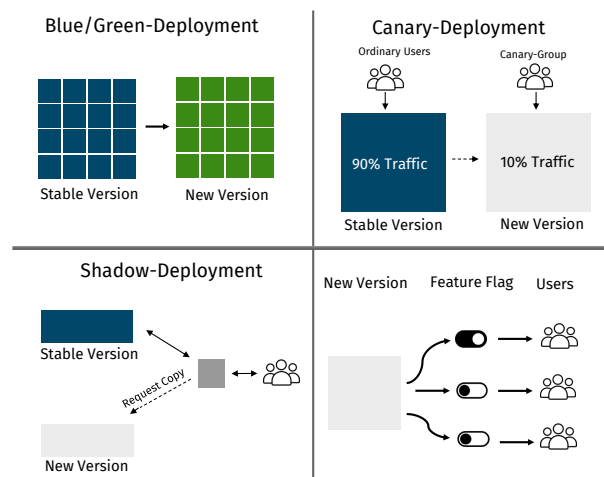 Blue/Green-Deployment
Stable Version
New Version
Canary-Deployment
Ordinary Users
Canary-Group
90% Traffic
10% Traffic
Stable Version
New Version
Shadow-Deployment
Stable Version
Request Copy
New Version
New Version
Feature Flag
Users